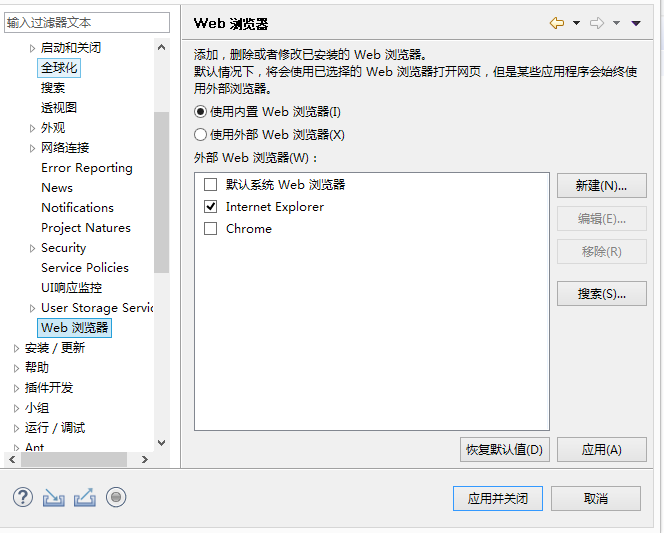 输入过滤器文本
启动和关闭
全球化
搜索
透视图
外观
网络连接
Error Reporting
News
Notifications
Project Natures
Security
Service Policies
UI响应监控
User Storage Servic
Web 浏览器
安装 / 更新
帮助
插件开发
小组
运行 / 调试
Ant
Web 浏览器
添加，删除或者修改已安装的 Web 浏览器。
默认情况下，将会使用已选择的 Web 浏览器打开网页，但是某些应用程序会始终使
用外部浏览器。
使用内置 Web 浏览器(I)
使用外部 Web 浏览器(X)
外部 Web 浏览器(W)：
默认系统 Web 浏览器
Internet Explorer
Chrome
新建(N)...
编辑(E)...
移除(R)
搜索(S)...
恢复默认值(D)
应用(A)
应用并关闭
取消